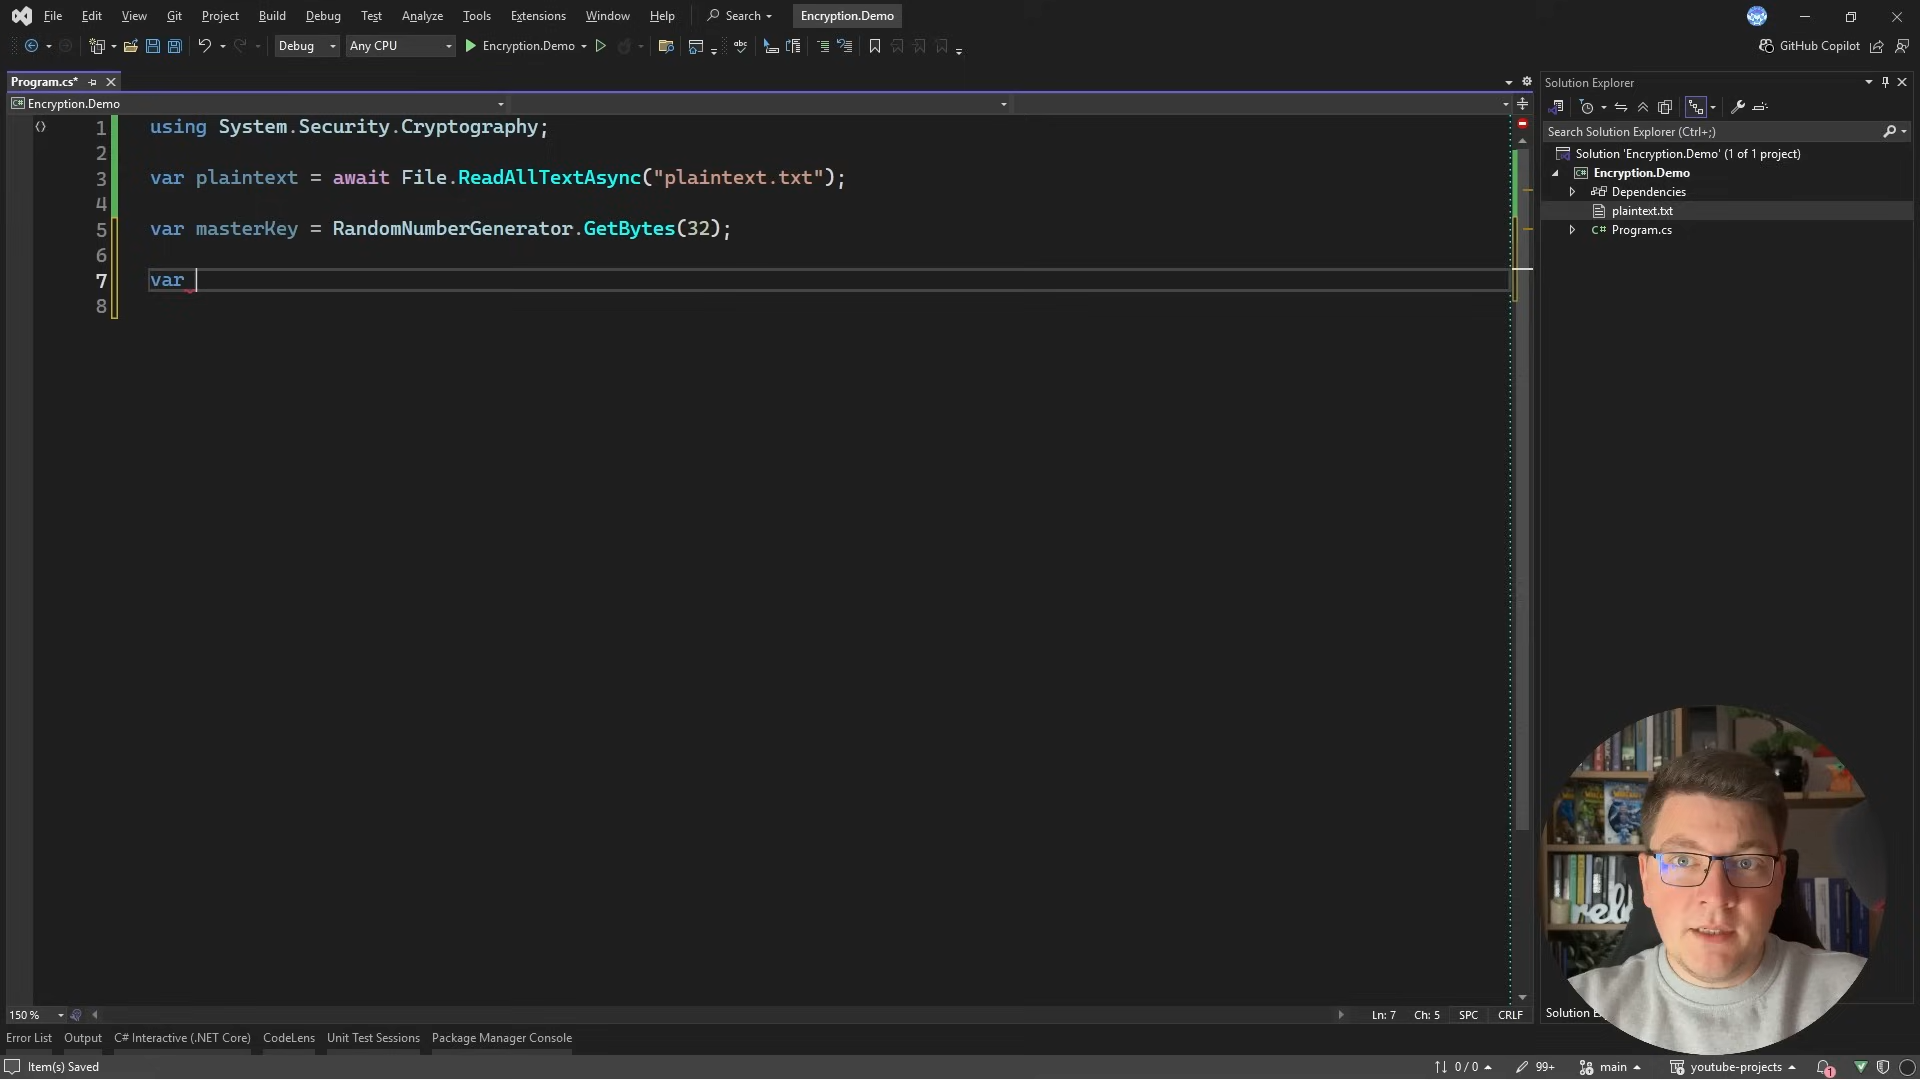 File Edit View Git Project Build Debug Test Analyze Tools Extensions Window Help Search Encryption.Demo
Debug Any CPU Encryption.Demo GitHub Copilot
Program.cs*
Encryption.Demo
1 using System.Security.Cryptography;
2
3 var plaintext = await File.ReadAllTextAsync("plaintext.txt");
4
5 var masterKey = RandomNumberGenerator.GetBytes(32);
6
7 var
8
Solution Explorer
Search Solution Explorer (Ctrl+;)
Solution 'Encryption.Demo' (1 of 1 project)
Encryption.Demo
Dependencies
plaintext.txt
C# Program.cs
150 % Ln: 7 Ch: 5 SPC CRLF
Solution
Error List Output C# Interactive (.NET Core) CodeLens Unit Test Sessions Package Manager Console
Item(s) Saved 0 / 0 99+ main youtube-projects 1